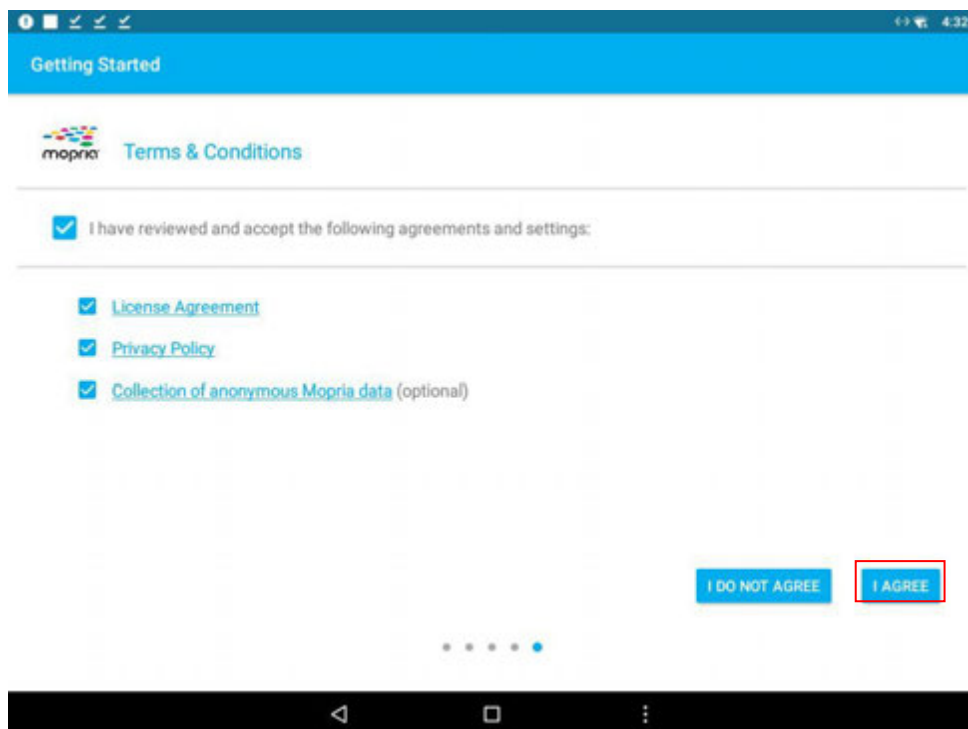 4:32
Getting Started
mopria
Terms & Conditions
I have reviewed and accept the following agreements and settings:
License Agreement
Privacy Policy
Collection of anonymous Mopria data (optional)
I DO NOT AGREE
I AGREE